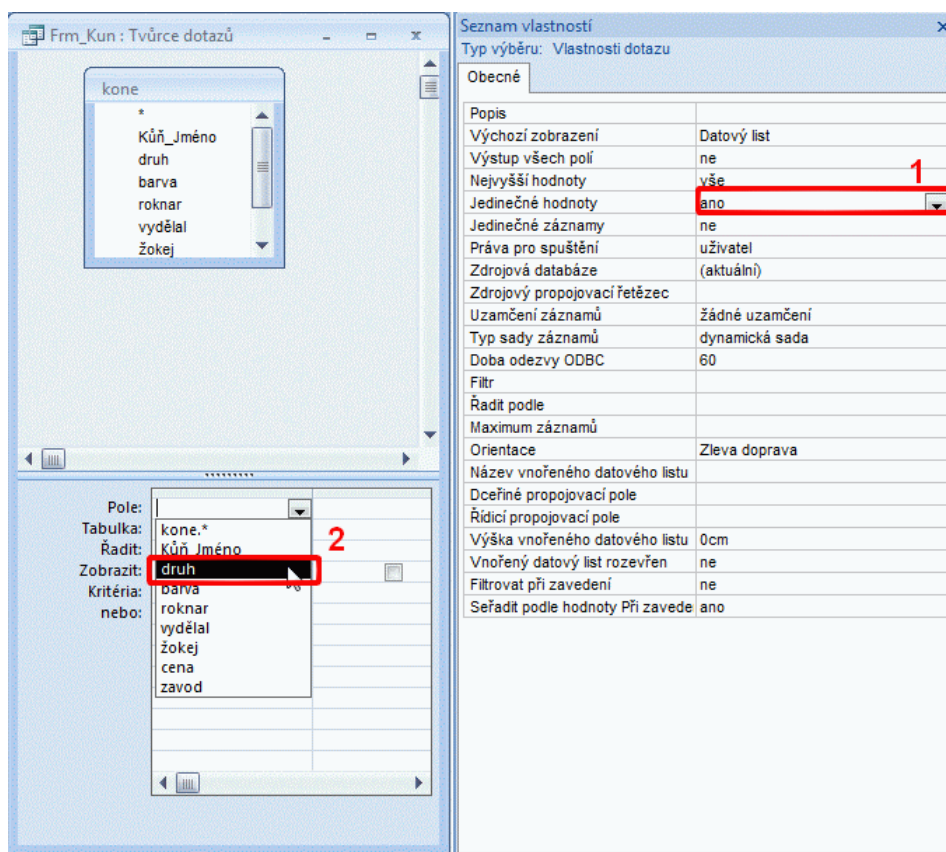 Frm_Kun : Tvůrce dotazů
kone
*
Kůň_Jméno
druh
barva
roknar
vydělal
žokej
Pole:
Tabulka:
Řadit:
Zobrazit:
Kritéria:
nebo:
kone.*
Kůň_Jméno
druh
barva
roknar
vydělal
žokej
cena
zavod
2
Seznam vlastností
Typ výběru: Vlastnosti dotazu
Obecné
Popis
Výchozí zobrazení Datový list
Výstup všech polí ne
Nejvyšší hodnoty vše
1
Jedinečné hodnoty ano
Jedinečné záznamy ne
Práva pro spuštění uživatel
Zdrojová databáze (aktuální)
Zdrojový propojovací řetězec
Uzamčení záznamů žádné uzamčení
Typ sady záznamů dynamická sada
Doba odezvy ODBC 60
Filtr
Řadit podle
Maximum záznamů
Orientace Zleva doprava
Název vnořeného datového listu
Dceřiné propojovací pole
Řídicí propojovací pole
Výška vnořeného datového listu 0cm
Vnořený datový list rozevřen ne
Filtrovat při zavedení ne
Seřadit podle hodnoty Při zavede ano